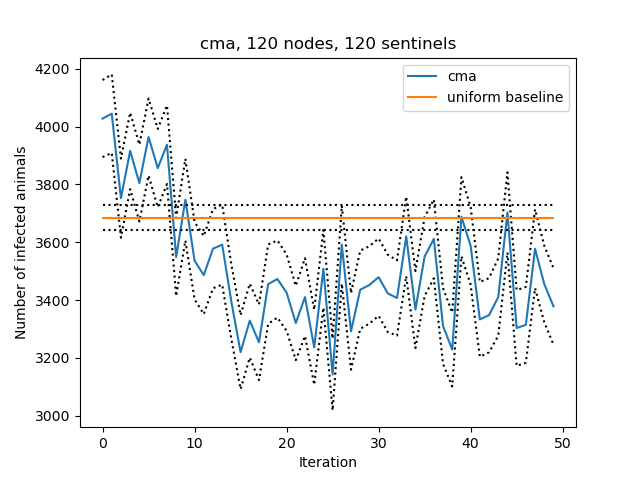 cma, 120 nodes, 120 sentinels
cma
uniform baseline
Number of infected animals
4200
4000
3800
3600
3400
3200
3000
0
10
20
30
40
50
Iteration